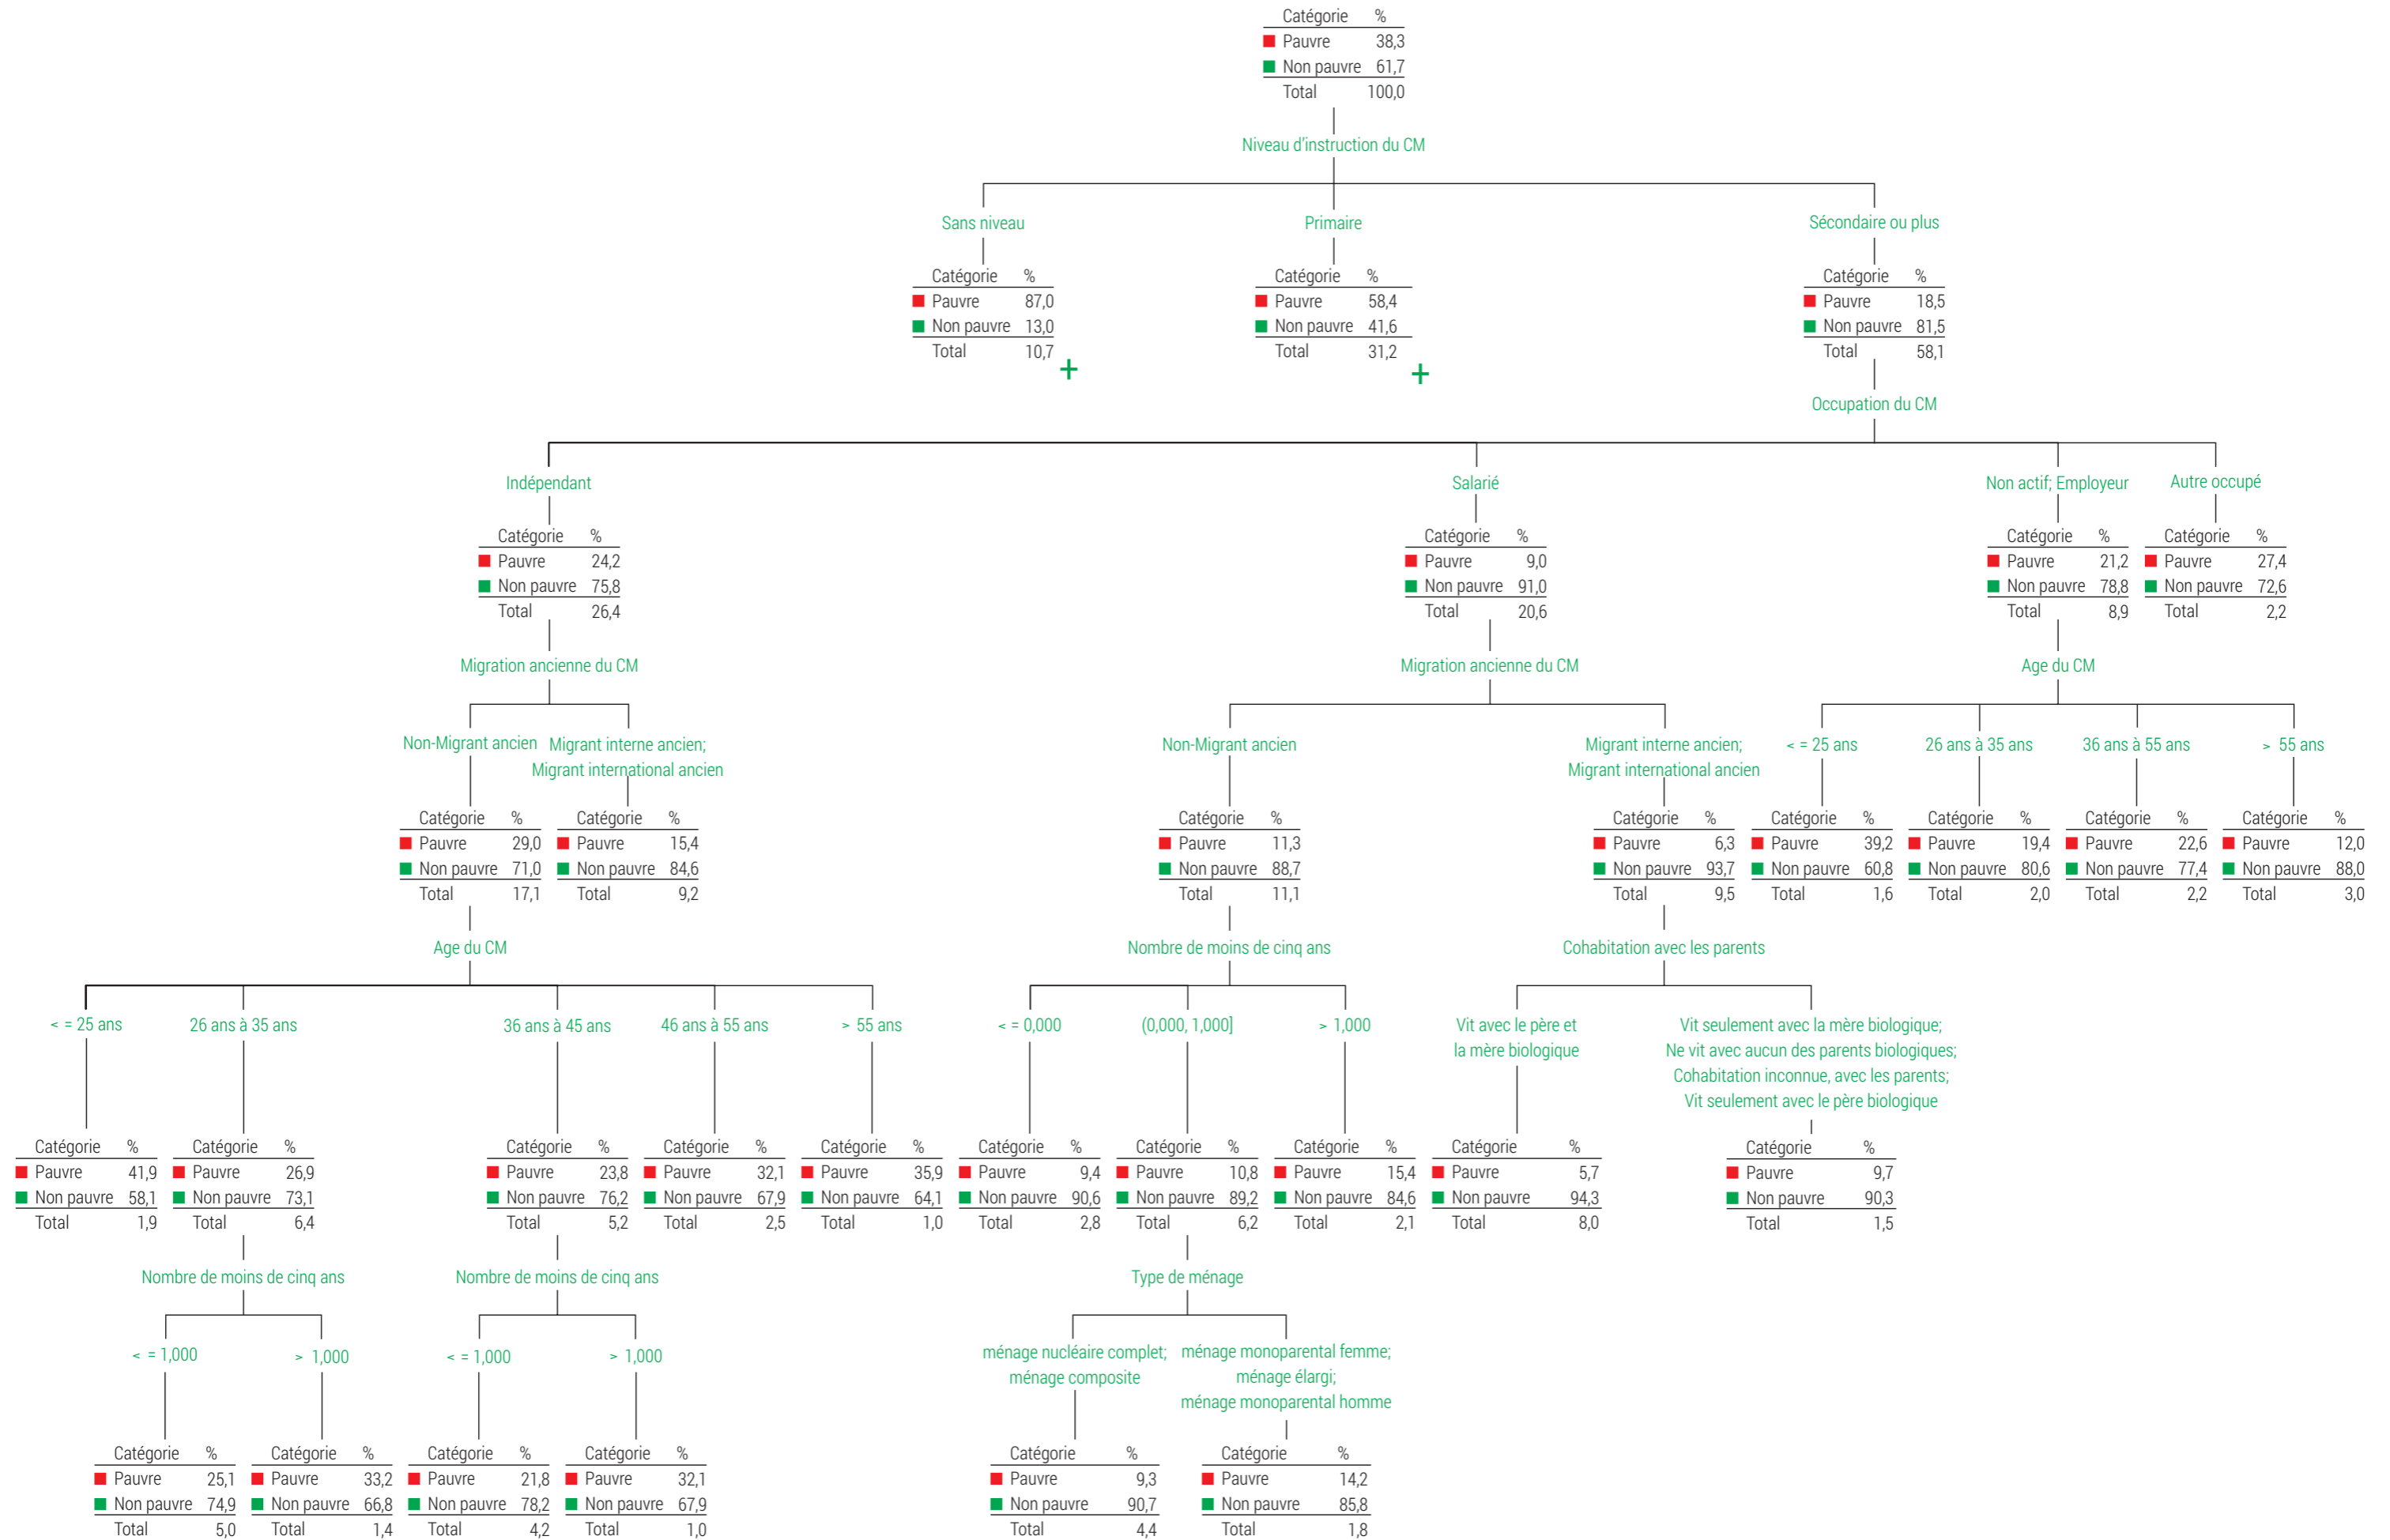 Catégorie %
Pauvre 38,3
Non pauvre 61,7
Total 100,0
Niveau d'instruction du CM
Sans niveau
Catégorie %
Pauvre 87,0
Non pauvre 13,0
Total 10,7
+
Primaire
Catégorie %
Pauvre 58,4
Non pauvre 41,6
Total 31,2
+
Sécondaire ou plus
Catégorie %
Pauvre 18,5
Non pauvre 81,5
Total 58,1
Occupation du CM
Indépendant
Catégorie %
Pauvre 24,2
Non pauvre 75,8
Total 26,4
Salarié
Catégorie %
Pauvre 9,0
Non pauvre 91,0
Total 20,6
Non actif; Employeur
Catégorie %
Pauvre 21,2
Non pauvre 78,8
Total 8,9
Autre occupé
Catégorie %
Pauvre 27,4
Non pauvre 72,6
Total 2,2
Migration ancienne du CM
Migration ancienne du CM
Age du CM
Non-Migrant ancien
Catégorie %
Pauvre 29,0
Non pauvre 71,0
Total 17,1
Migrant interne ancien;
Migrant international ancien
Catégorie %
Pauvre 15,4
Non pauvre 84,6
Total 9,2
Non-Migrant ancien
Catégorie %
Pauvre 11,3
Non pauvre 88,7
Total 11,1
Migrant interne ancien;
Migrant international ancien
Catégorie %
Pauvre 6,3
Non pauvre 93,7
Total 9,5
< = 25 ans
Catégorie %
Pauvre 39,2
Non pauvre 60,8
Total 1,6
26 ans à 35 ans
Catégorie %
Pauvre 19,4
Non pauvre 80,6
Total 2,0
36 ans à 55 ans
Catégorie %
Pauvre 22,6
Non pauvre 77,4
Total 2,2
> 55 ans
Catégorie %
Pauvre 12,0
Non pauvre 88,0
Total 3,0
Age du CM
Nombre de moins de cinq ans
Cohabitation avec les parents
< = 25 ans
Catégorie %
Pauvre 41,9
Non pauvre 58,1
Total 1,9
26 ans à 35 ans
Catégorie %
Pauvre 26,9
Non pauvre 73,1
Total 6,4
36 ans à 45 ans
Catégorie %
Pauvre 23,8
Non pauvre 76,2
Total 5,2
46 ans à 55 ans
Catégorie %
Pauvre 32,1
Non pauvre 67,9
Total 2,5
> 55 ans
Catégorie %
Pauvre 35,9
Non pauvre 64,1
Total 1,0
< = 0,000
Catégorie %
Pauvre 9,4
Non pauvre 90,6
Total 2,8
(0,000, 1,000]
Catégorie %
Pauvre 10,8
Non pauvre 89,2
Total 6,2
> 1,000
Catégorie %
Pauvre 15,4
Non pauvre 84,6
Total 2,1
Vit avec le père et
la mère biologique
Catégorie %
Pauvre 5,7
Non pauvre 94,3
Total 8,0
Vit seulement avec la mère biologique;
Ne vit avec aucun des parents biologiques;
Cohabitation inconnue, avec les parents;
Vit seulement avec le père biologique
Catégorie %
Pauvre 9,7
Non pauvre 90,3
Total 1,5
Nombre de moins de cinq ans
Nombre de moins de cinq ans
Type de ménage
< = 1,000
Catégorie %
Pauvre 25,1
Non pauvre 74,9
Total 5,0
> 1,000
Catégorie %
Pauvre 33,2
Non pauvre 66,8
Total 1,4
< = 1,000
Catégorie %
Pauvre 21,8
Non pauvre 78,2
Total 4,2
> 1,000
Catégorie %
Pauvre 32,1
Non pauvre 67,9
Total 1,0
ménage nucléaire complet;
ménage composite
Catégorie %
Pauvre 9,3
Non pauvre 90,7
Total 4,4
ménage monoparental femme;
ménage élargi;
ménage monoparental homme
Catégorie %
Pauvre 14,2
Non pauvre 85,8
Total 1,8